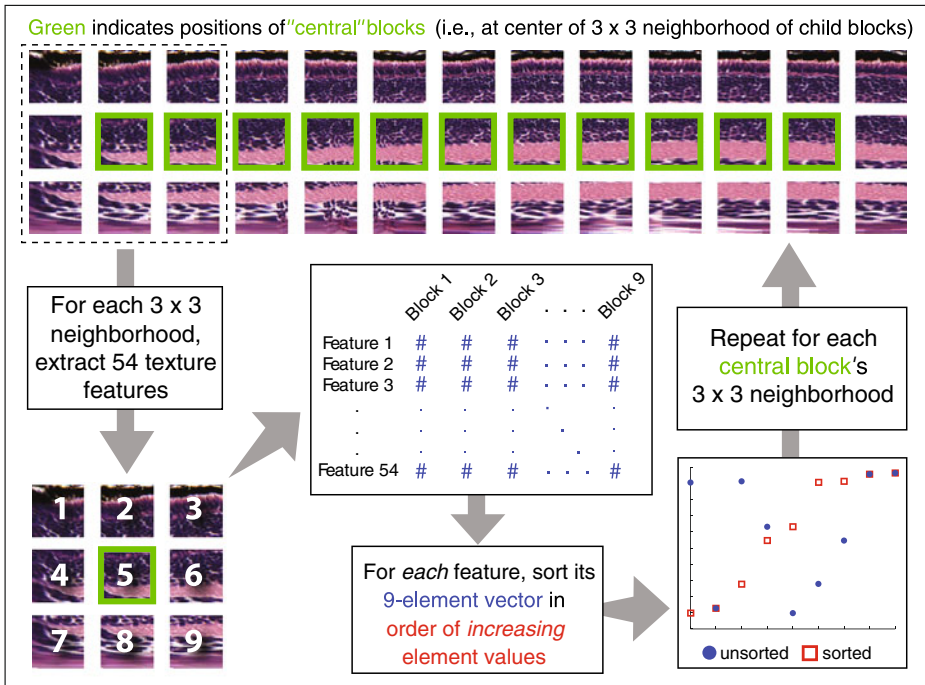 Green indicates positions of "central" blocks (i.e., at center of 3 x 3 neighborhood of child blocks)
For each 3 x 3
neighborhood,
extract 54 texture
features
Block 1 Block 2 Block 3 . . . Block 9
Feature 1 # # # . . . #
Feature 2 # # # . . . #
Feature 3 # # # . . . #
. . . . . .
. . . . . .
. . . . . .
Feature 54 # # # . . . #
Repeat for each
central block's
3 x 3 neighborhood
1 2 3
4 5 6
7 8 9
For each feature, sort its
9-element vector in
order of increasing
element values
unsorted sorted